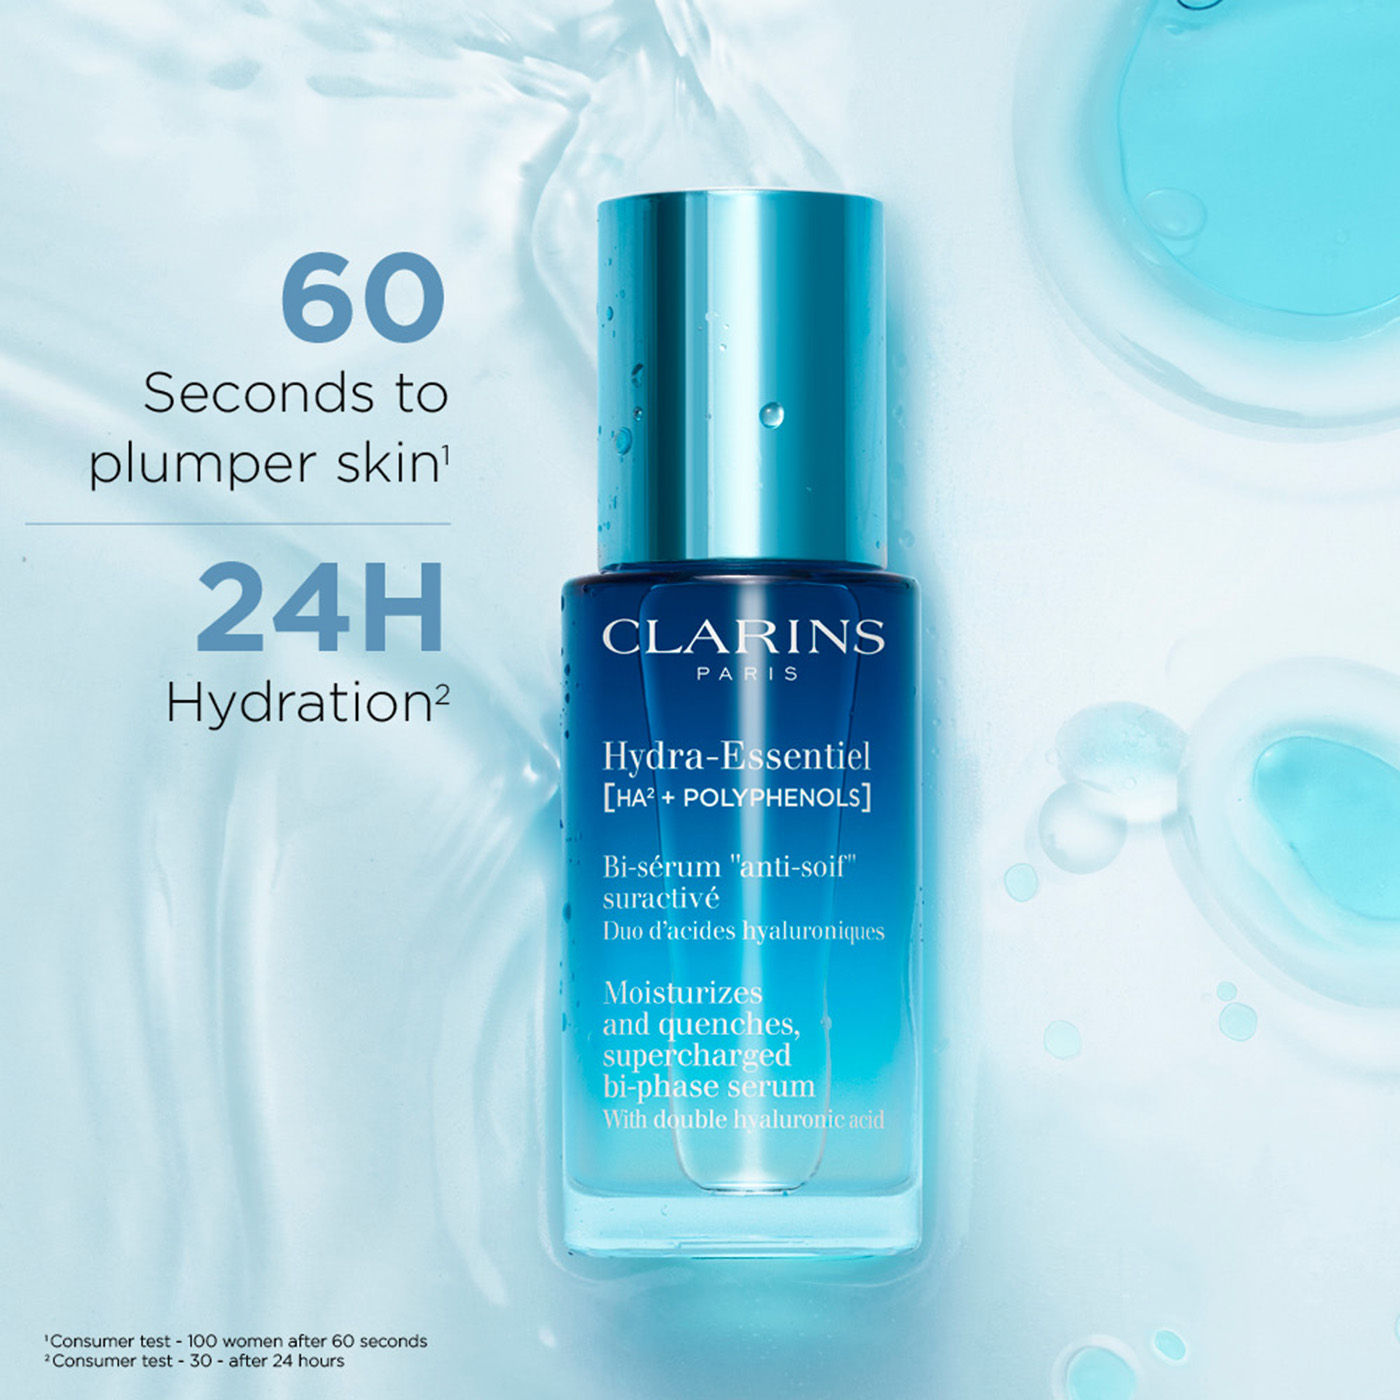 60
Seconds to
plumper skin¹
24H
Hydration²
CLARINS
PARIS
Hydra-Essentiel
[HA² + POLYPHENOLS]
Bi-sérum "anti-soif"
suractivé
Duo d'acides hyaluroniques
Moisturizes
and quenches,
supercharged
bi-phase serum
With double hyaluronic acid
¹Consumer test - 100 women after 60 seconds
²Consumer test - 30 - after 24 hours